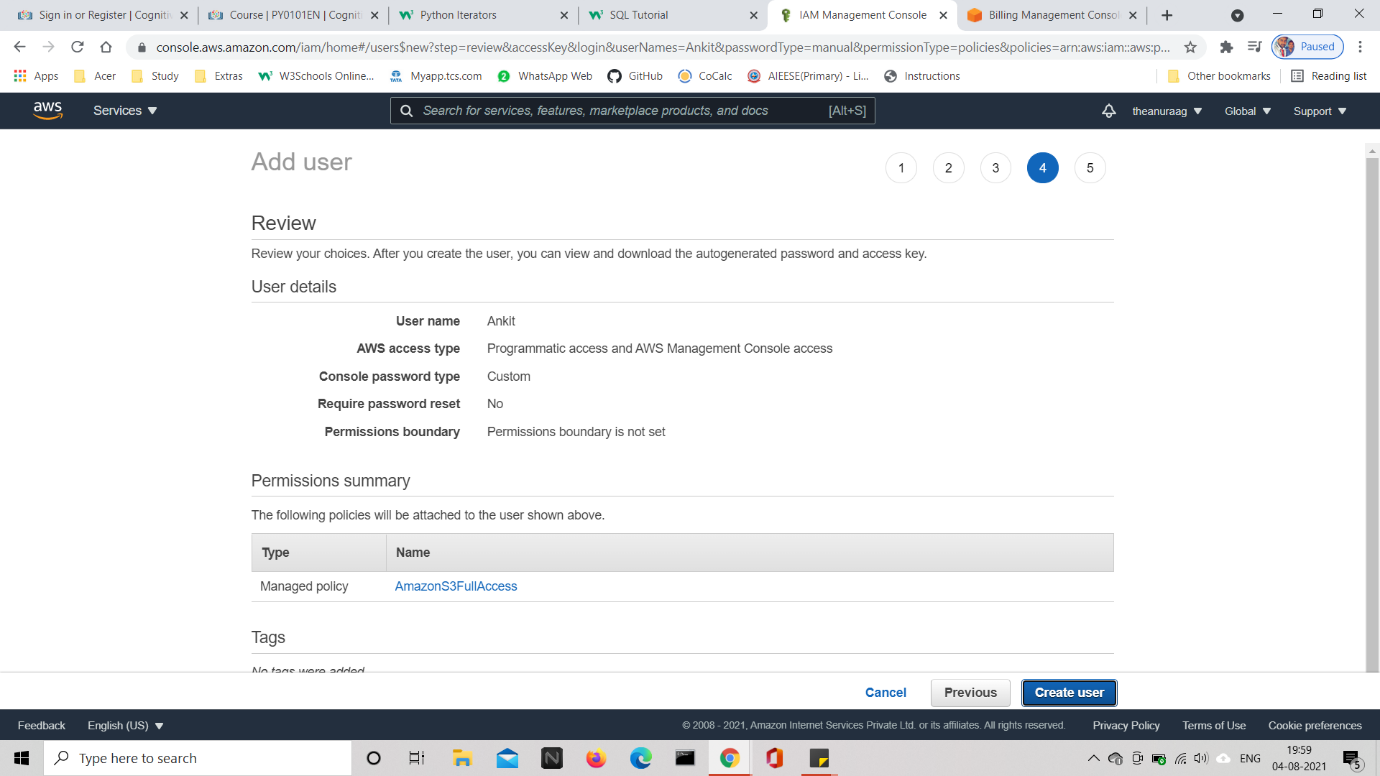 Sign in or Register | Cogniti
Course | PY0101EN | Cogniti
Python Iterators
SQL Tutorial
IAM Management Console
Billing Management Conso
console.aws.amazon.com/iam/home#/users$new?step=review&accessKey&login&userNames=Ankit&passwordType=manual&permissionType=policies&policies=arn:aws:iam::aws:p...
Paused
Apps
Acer
Study
Extras
W3Schools Online...
Myapp.tcs.com
WhatsApp Web
GitHub
CoCalc
AIEESE(Primary) - Li...
Instructions
Other bookmarks
Reading list
aws
Services
Search for services, features, marketplace products, and docs
[Alt+S]
theanuraag
Global
Support
Add user
1 2 3 4 5
Review
Review your choices. After you create the user, you can view and download the autogenerated password and access key.
User details
User name Ankit
AWS access type Programmatic access and AWS Management Console access
Console password type Custom
Require password reset No
Permissions boundary Permissions boundary is not set
Permissions summary
The following policies will be attached to the user shown above.
Type Name
Managed policy AmazonS3FullAccess
Tags
No tags were added
Cancel
Previous
Create user
Feedback
English (US)
© 2008 - 2021, Amazon Internet Services Private Ltd. or its affiliates. All rights reserved.
Privacy Policy
Terms of Use
Cookie preferences
Type here to search
ENG
19:59
04-08-2021
5